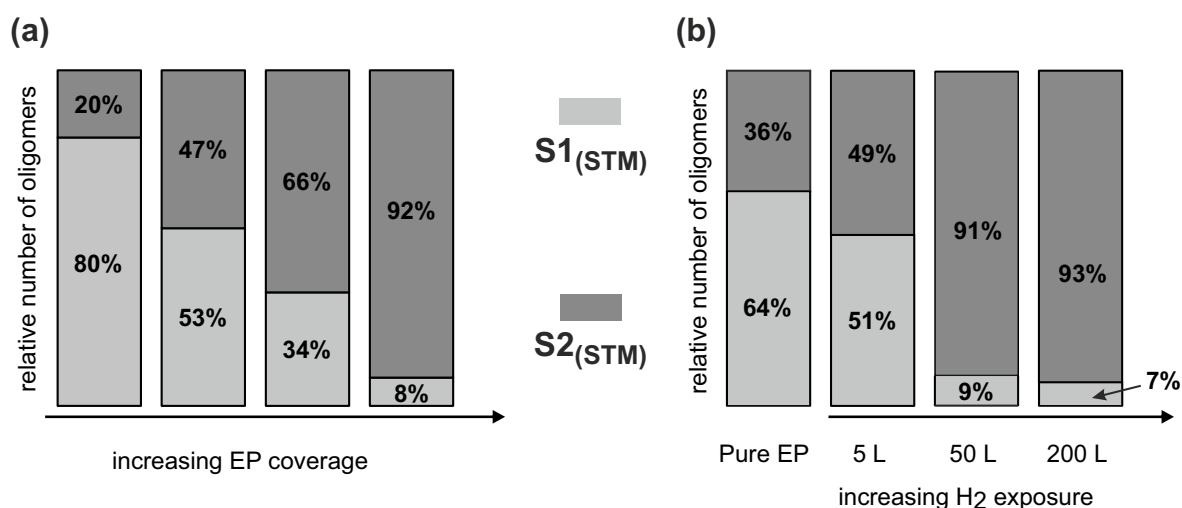 (a)
relative number of oligomers
20%
80%
47%
53%
66%
34%
92%
8%
increasing EP coverage
S1(STM)
S2(STM)
(b)
relative number of oligomers
36%
64%
49%
51%
91%
9%
93%
7%
Pure EP
5 L
50 L
200 L
increasing H2 exposure